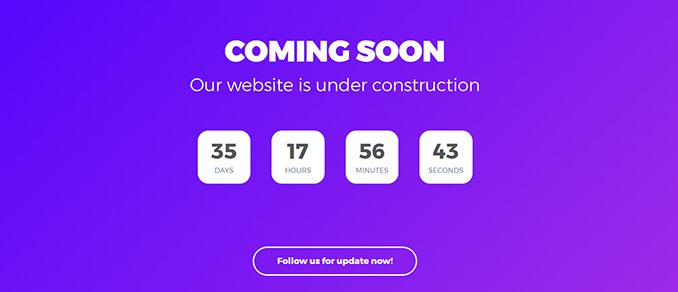 COMING SOON
Our website is under construction
35 17 56 43
DAYS HOURS MINUTES SECONDS
Follow us for update now!